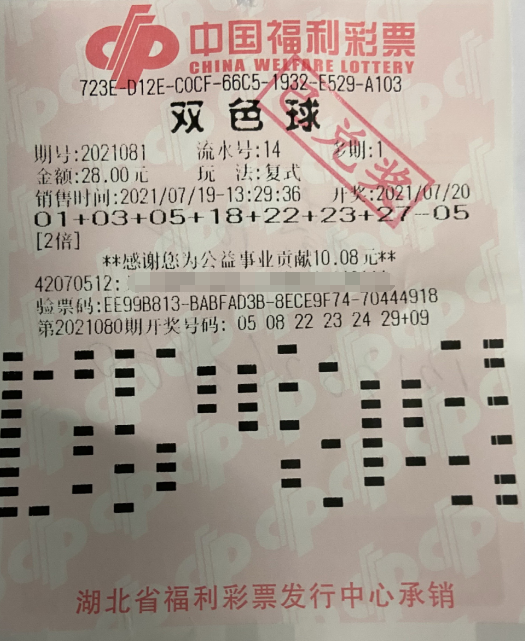 中国福利彩票
CHINA WELFARE LOTTERY
723E-D12E-C0CF-66C5-1932-E529-A103
双色球
已兑奖
期号:2021081 流水号:14 多期:1
金额:28.00元 玩 法:复式
销售时间:2021/07/19-13:29:36 开奖:2021/07/20
01+03+05+18+22+23+27-05
[2倍]
**感谢您为公益事业贡献10.08元**
42070512:
验票码:EE99B813-BABFAD3B-8ECE9F74-70444918
第2021080期开奖号码: 05 08 22 23 24 29+09
湖北省福利彩票发行中心承销